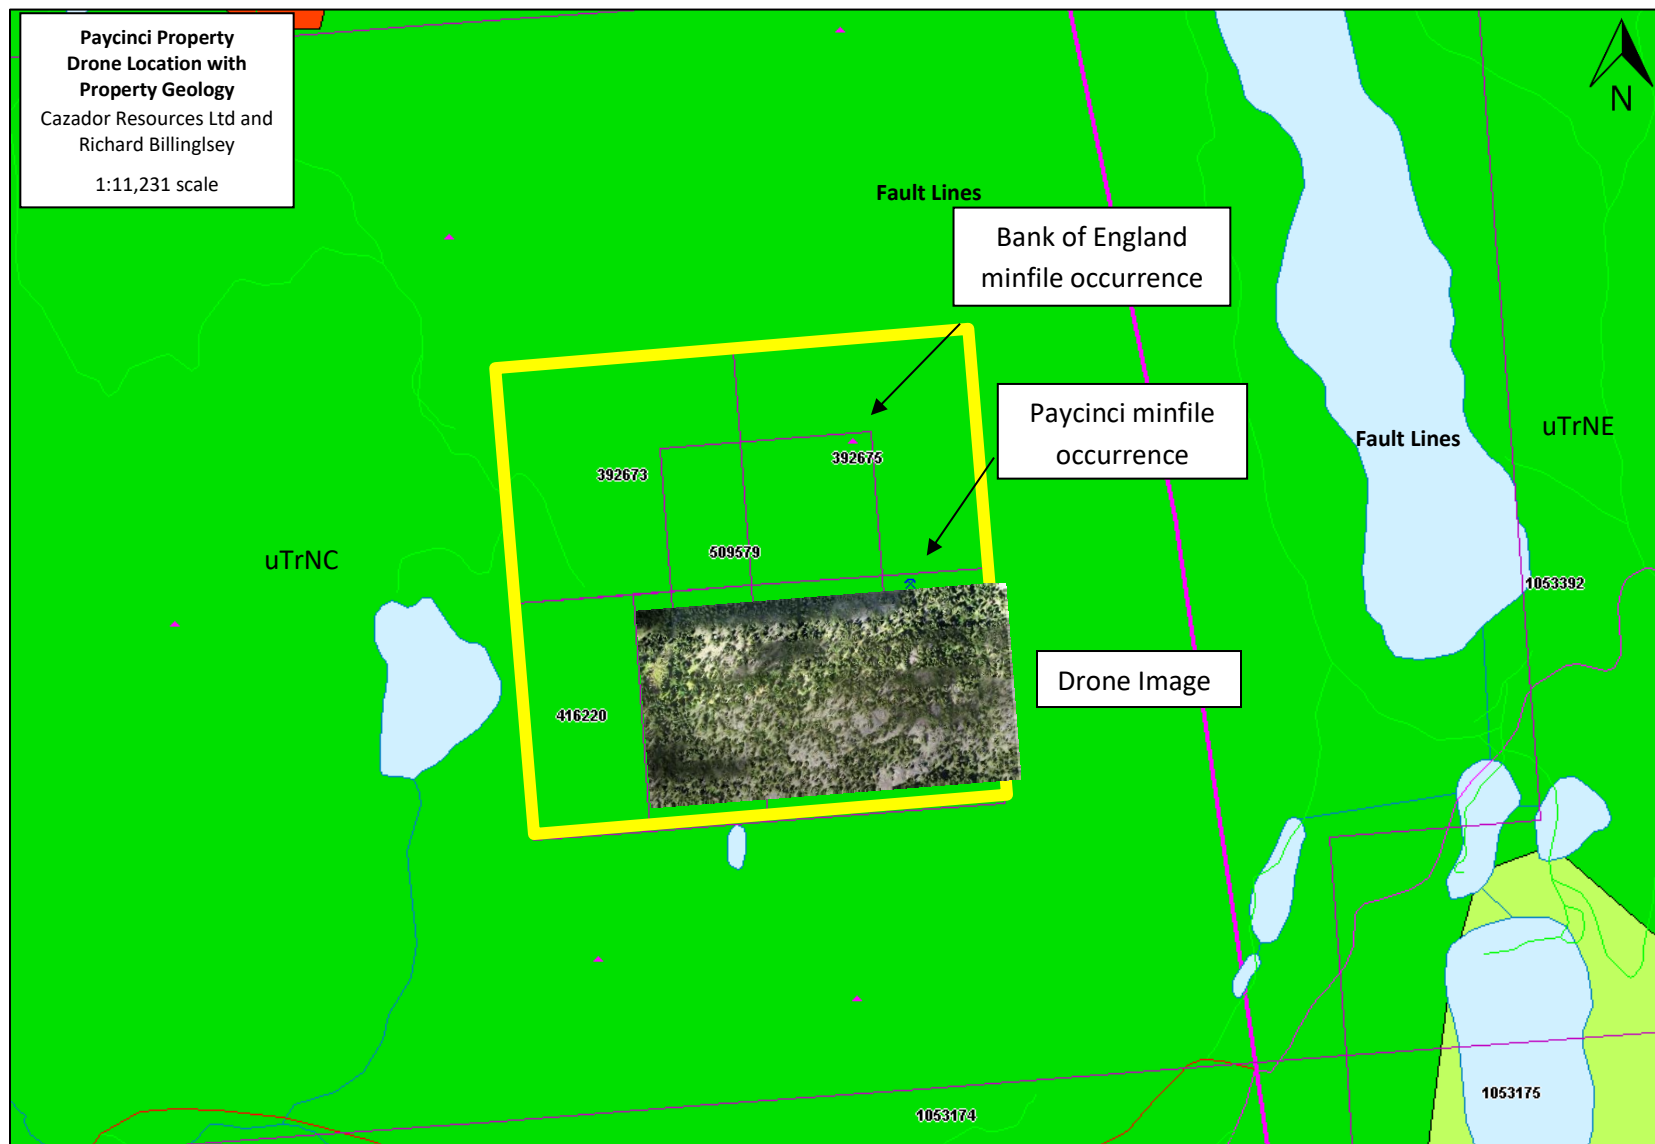 Paycinci Property
Drone Location with
Property Geology
Cazador Resources Ltd and
Richard Billinglsey
1:11,231 scale
N
Fault Lines
Bank of England
minfile occurrence
Paycinci minfile
occurrence
Fault Lines
uTrNE
392673
392675
509579
uTrNC
1053392
Drone Image
416220
1053175
1053174